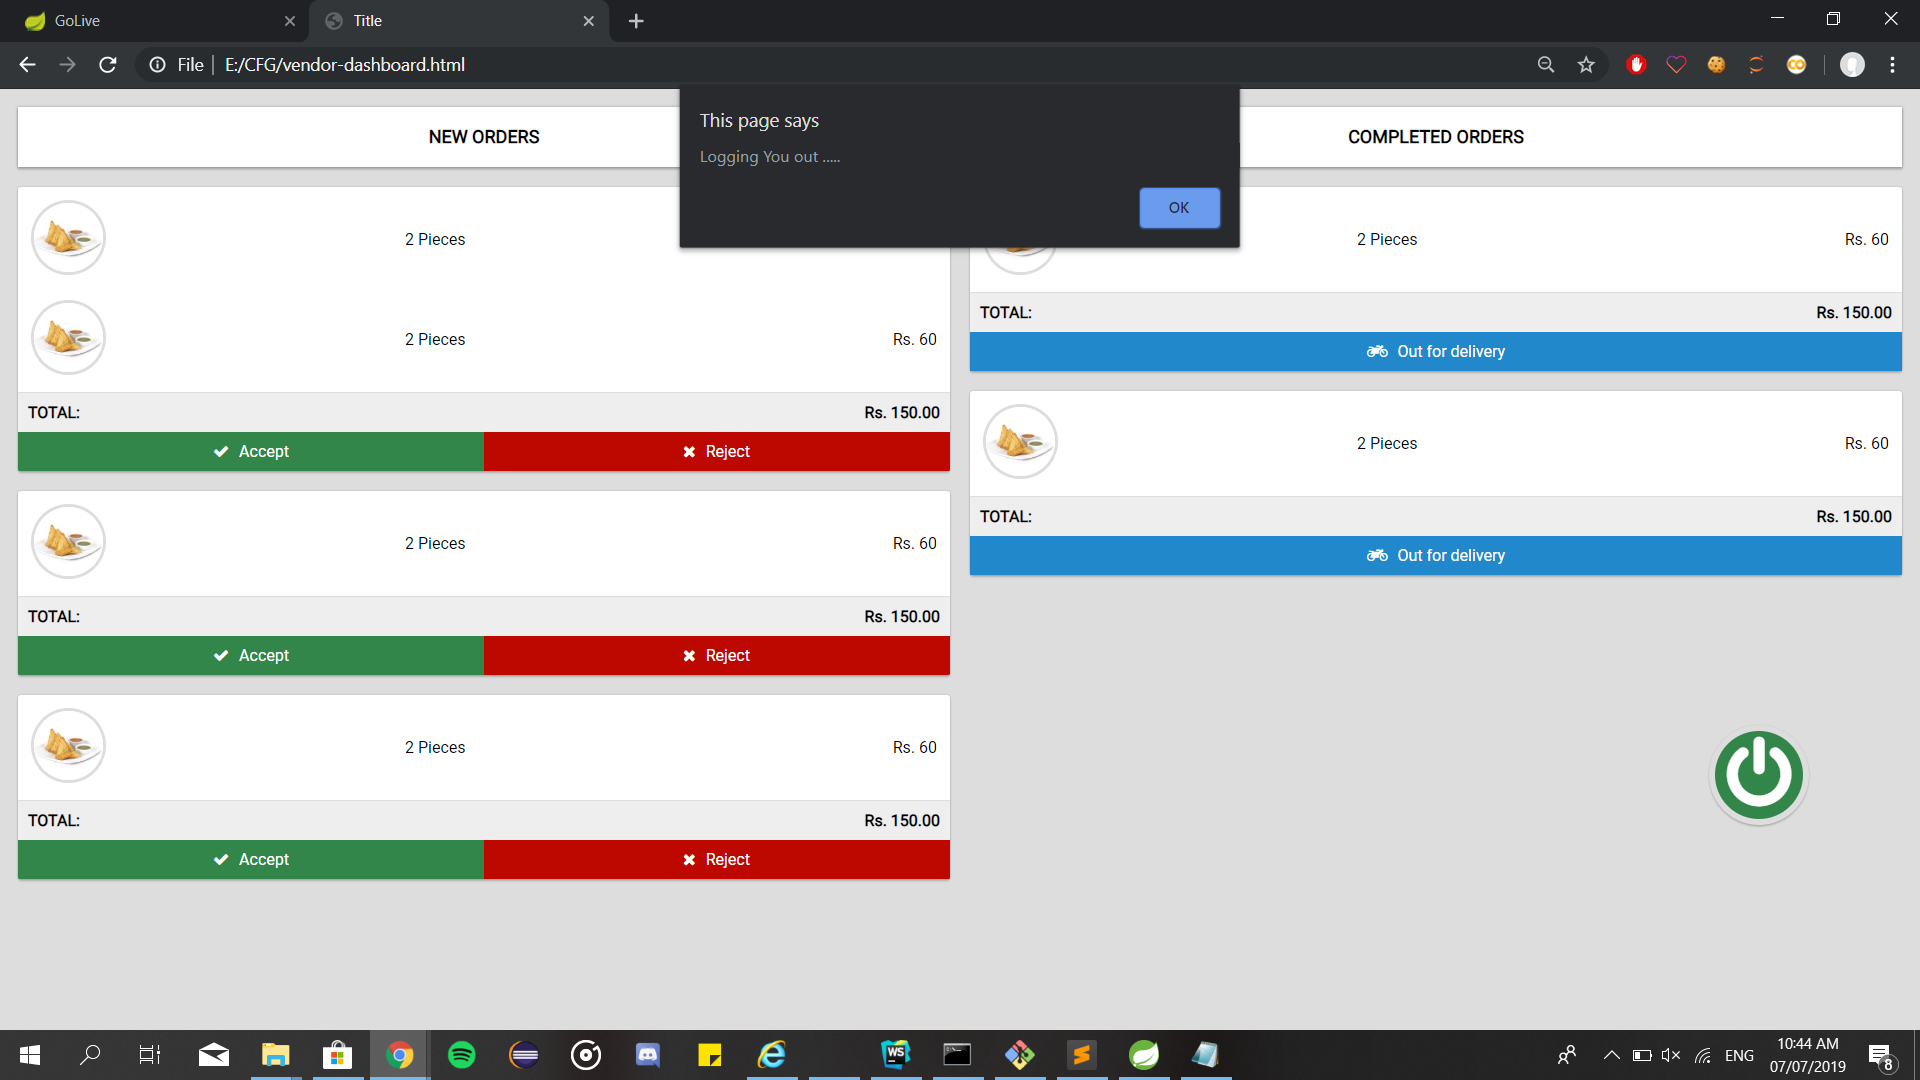 GoLive
Title
File
E:/CFG/vendor-dashboard.html
This page says
Logging You out .....
OK
NEW ORDERS
2 Pieces
2 Pieces Rs. 60
TOTAL: Rs. 150.00
Accept Reject
2 Pieces Rs. 60
TOTAL: Rs. 150.00
Accept Reject
2 Pieces Rs. 60
TOTAL: Rs. 150.00
Accept Reject
COMPLETED ORDERS
2 Pieces Rs. 60
TOTAL: Rs. 150.00
Out for delivery
2 Pieces Rs. 60
TOTAL: Rs. 150.00
Out for delivery
WS
ENG
10:44 AM
07/07/2019
8